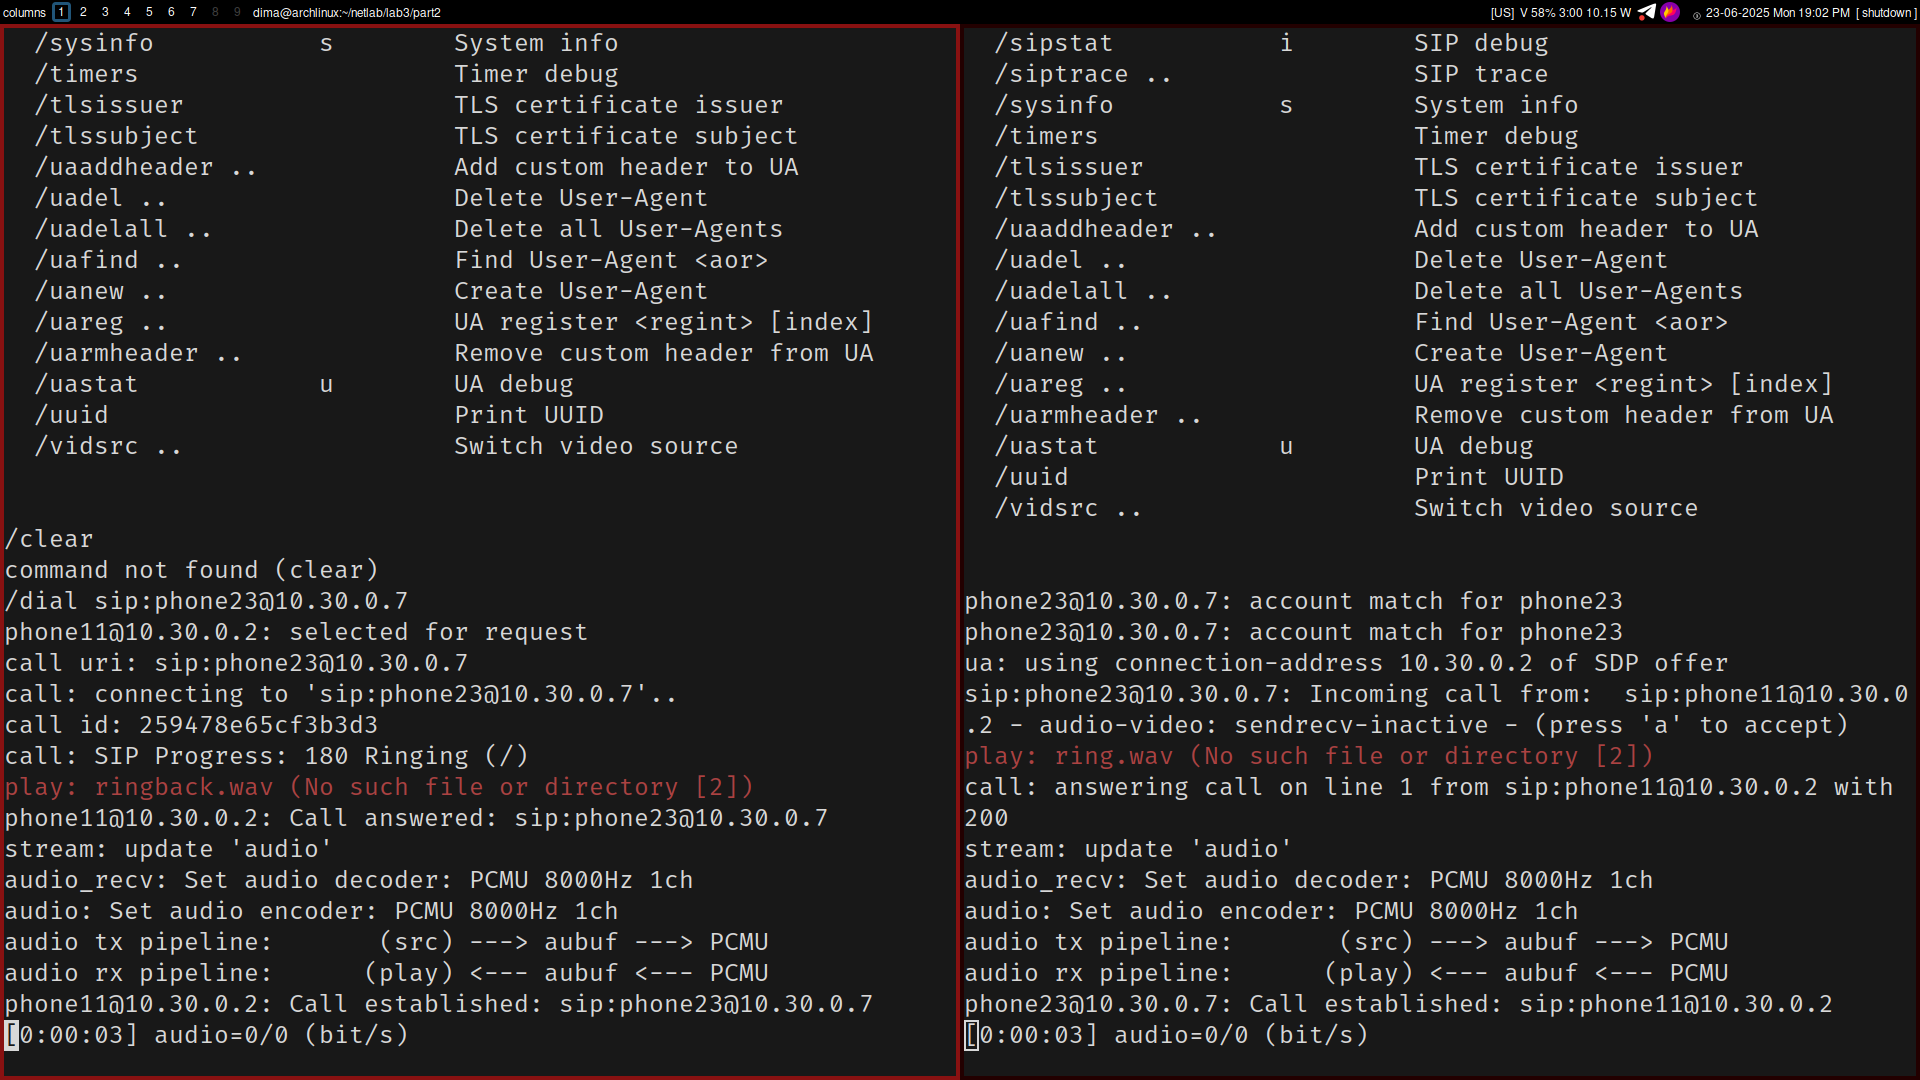 columns 1 2 3 4 5 6 7 8 9 dima@archlinux:~/netlab/lab3/part2 [US] V 58% 3:00 10.15 W 23-06-2025 Mon 19:02 PM [ shutdown ]
/sysinfo s System info
/timers Timer debug
/tlsissuer TLS certificate issuer
/tlssubject TLS certificate subject
/uaaddheader .. Add custom header to UA
/uadel .. Delete User-Agent
/uadelall .. Delete all User-Agents
/uafind .. Find User-Agent <aor>
/uanew .. Create User-Agent
/uareg .. UA register <regint> [index]
/uarmheader .. Remove custom header from UA
/uastat u UA debug
/uuid Print UUID
/vidsrc .. Switch video source
/clear
command not found (clear)
/dial sip:phone23@10.30.0.7
phone11@10.30.0.2: selected for request
call uri: sip:phone23@10.30.0.7
call: connecting to 'sip:phone23@10.30.0.7'..
call id: 259478e65cf3b3d3
call: SIP Progress: 180 Ringing (/)
play: ringback.wav (No such file or directory [2])
phone11@10.30.0.2: Call answered: sip:phone23@10.30.0.7
stream: update 'audio'
audio_recv: Set audio decoder: PCMU 8000Hz 1ch
audio: Set audio encoder: PCMU 8000Hz 1ch
audio tx pipeline: (src) ---> aubuf ---> PCMU
audio rx pipeline: (play) <--- aubuf <--- PCMU
phone11@10.30.0.2: Call established: sip:phone23@10.30.0.7
[0:00:03] audio=0/0 (bit/s)
/sipstat i SIP debug
/siptrace .. SIP trace
/sysinfo s System info
/timers Timer debug
/tlsissuer TLS certificate issuer
/tlssubject TLS certificate subject
/uaaddheader .. Add custom header to UA
/uadel .. Delete User-Agent
/uadelall .. Delete all User-Agents
/uafind .. Find User-Agent <aor>
/uanew .. Create User-Agent
/uareg .. UA register <regint> [index]
/uarmheader .. Remove custom header from UA
/uastat u UA debug
/uuid Print UUID
/vidsrc .. Switch video source
phone23@10.30.0.7: account match for phone23
phone23@10.30.0.7: account match for phone23
ua: using connection-address 10.30.0.2 of SDP offer
sip:phone23@10.30.0.7: Incoming call from:  sip:phone11@10.30.0
.2 - audio-video: sendrecv-inactive - (press 'a' to accept)
play: ring.wav (No such file or directory [2])
call: answering call on line 1 from sip:phone11@10.30.0.2 with
200
stream: update 'audio'
audio_recv: Set audio decoder: PCMU 8000Hz 1ch
audio: Set audio encoder: PCMU 8000Hz 1ch
audio tx pipeline: (src) ---> aubuf ---> PCMU
audio rx pipeline: (play) <--- aubuf <--- PCMU
phone23@10.30.0.7: Call established: sip:phone11@10.30.0.2
[0:00:03] audio=0/0 (bit/s)